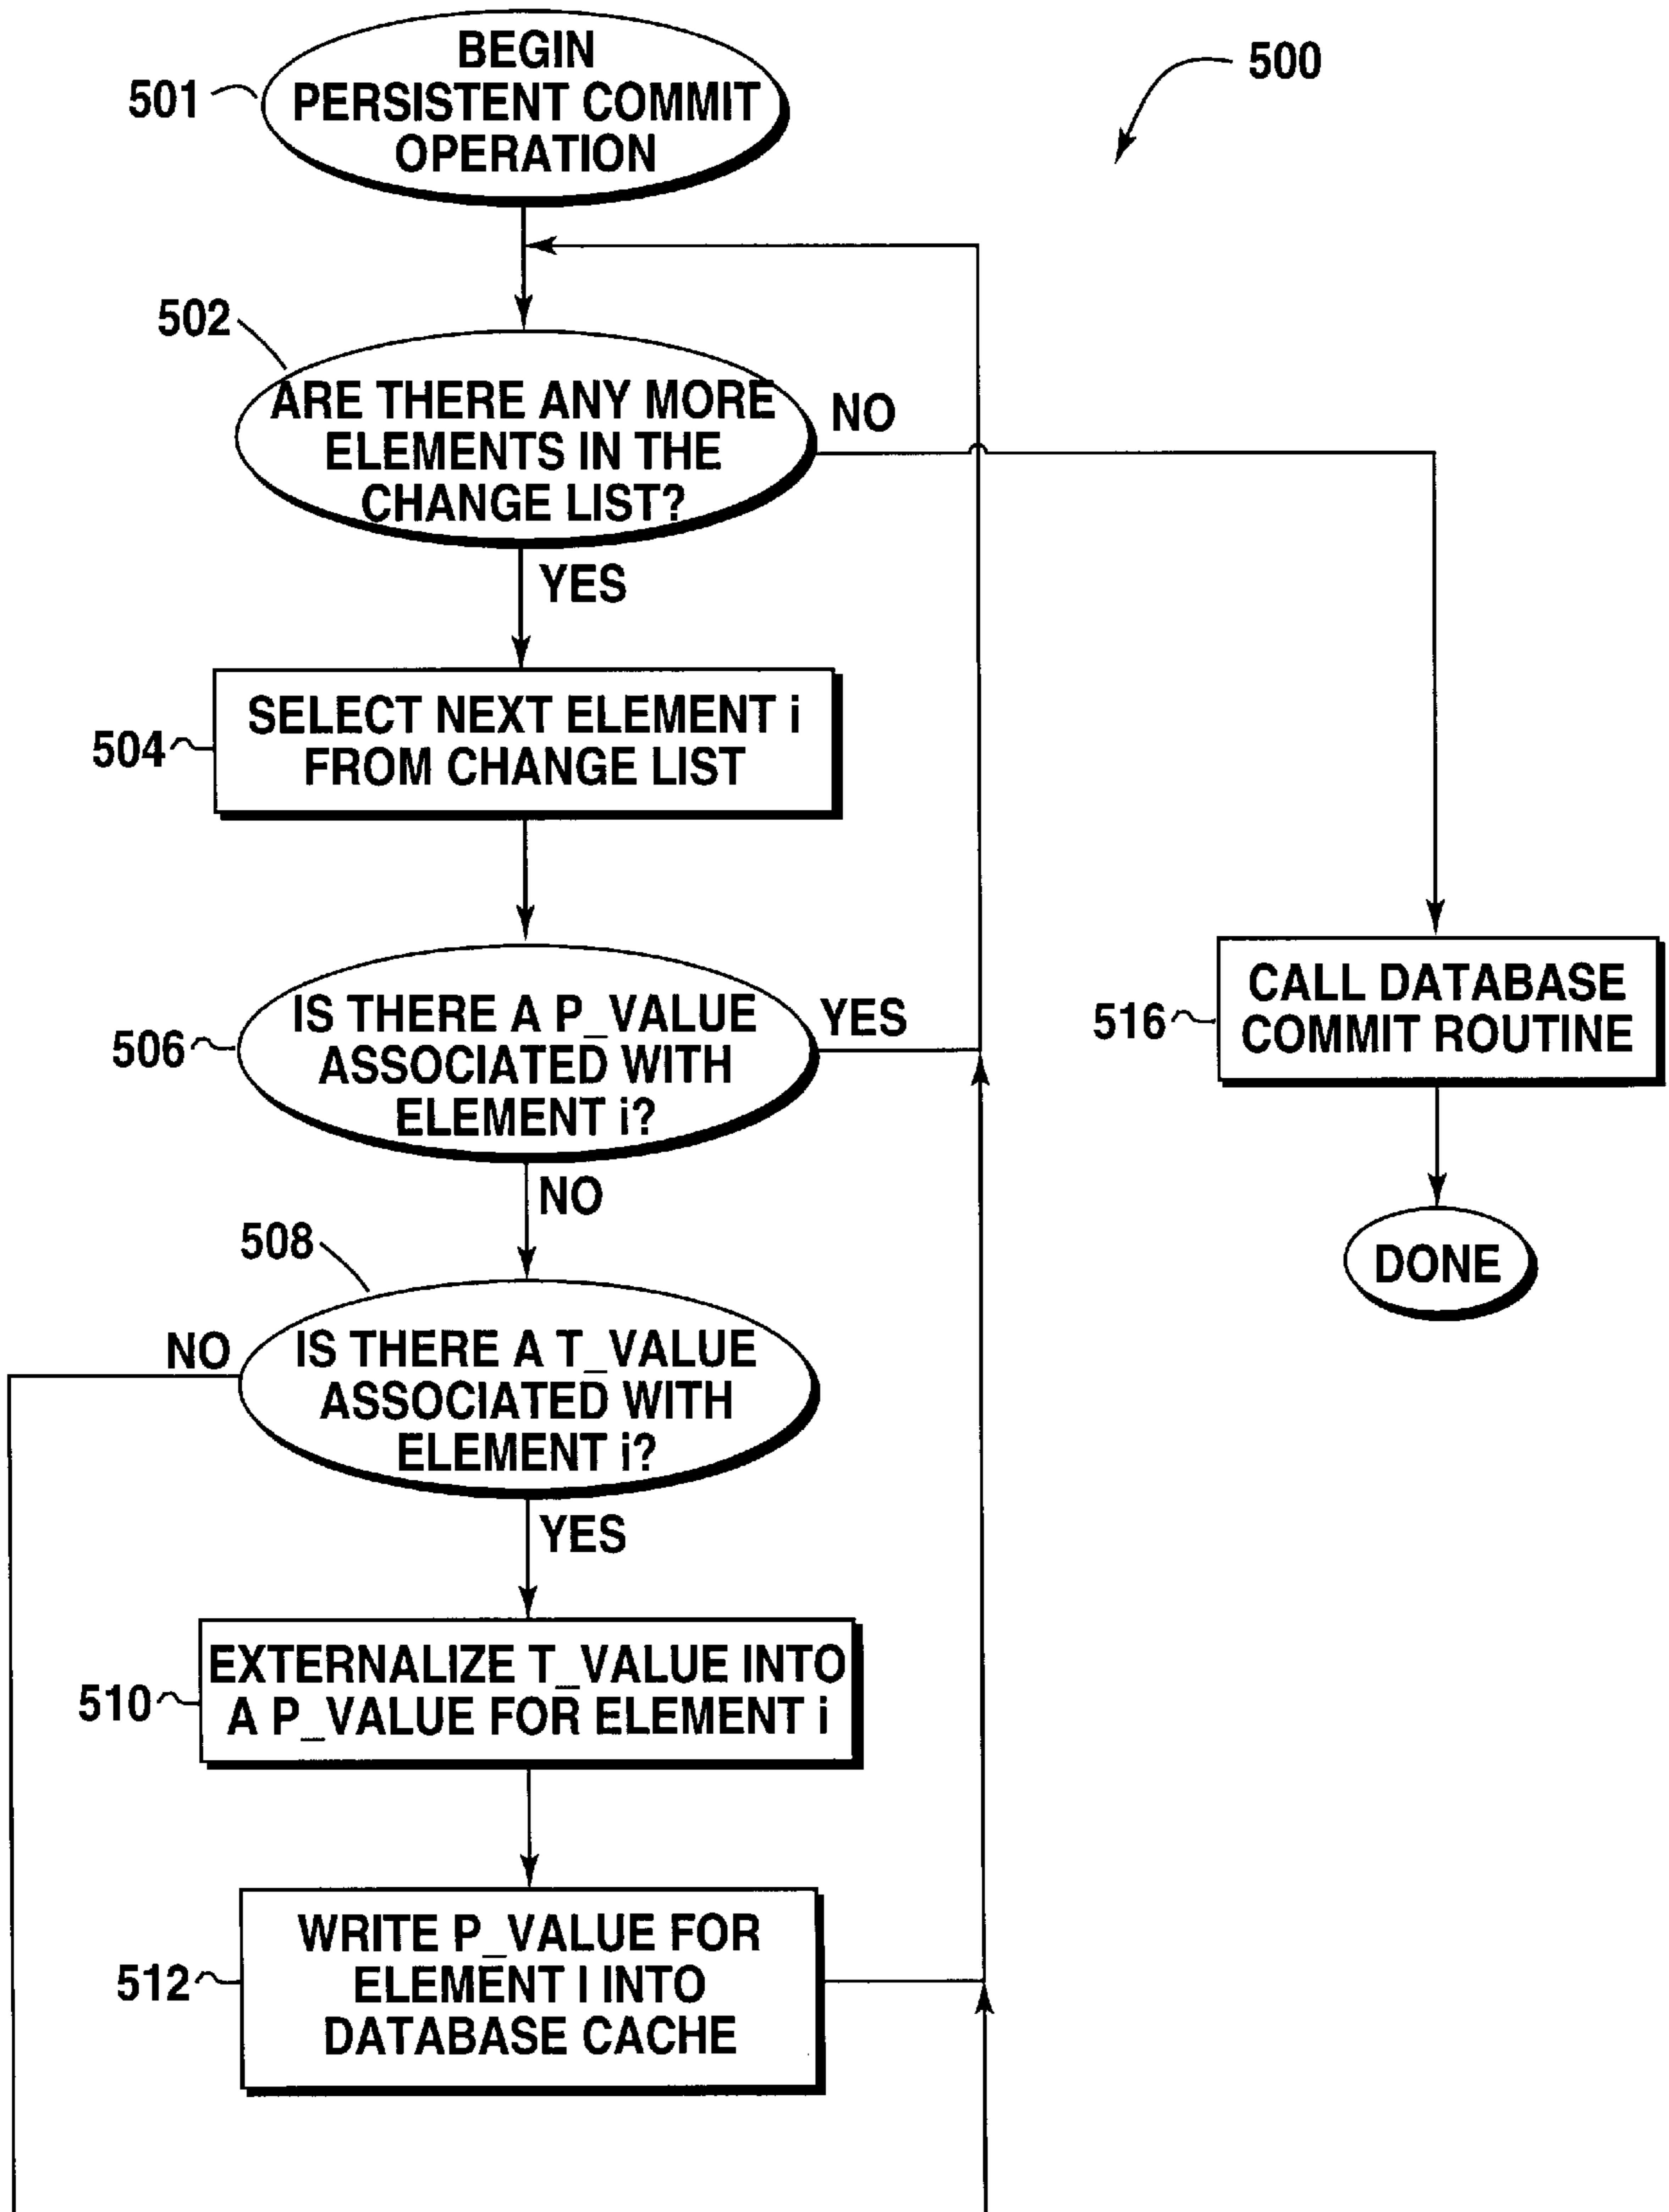 BEGIN
PERSISTENT COMMIT
OPERATION
501
500
502
ARE THERE ANY MORE
ELEMENTS IN THE
CHANGE LIST?
NO
YES
504
SELECT NEXT ELEMENT i
FROM CHANGE LIST
506
IS THERE A P_VALUE
ASSOCIATED WITH
ELEMENT i?
YES
NO
516
CALL DATABASE
COMMIT ROUTINE
DONE
508
NO
IS THERE A T_VALUE
ASSOCIATED WITH
ELEMENT i?
YES
510
EXTERNALIZE T_VALUE INTO
A P_VALUE FOR ELEMENT i
512
WRITE P_VALUE FOR
ELEMENT I INTO
DATABASE CACHE